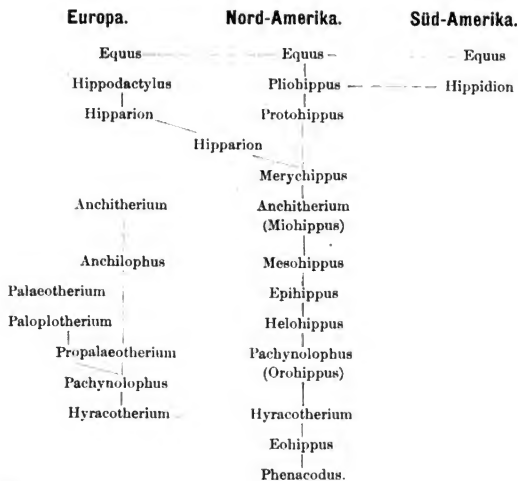 Europa. Nord-Amerika. Süd-Amerika.
Equus Equus Equus
Hippodactylus Pliohippus Hippidion
Hipparion Protohippus
Hipparion
Merychippus
Anchitherium Anchitherium
(Miohippus)
Anchilophus Mesohippus
Palaeotherium Epihippus
Paloplotherium Helohippus
Propalaeotherium Pachynolophus
(Orohippus)
Pachynolophus
Hyracotherium Hyracotherium
Eohippus
Phenacodus.